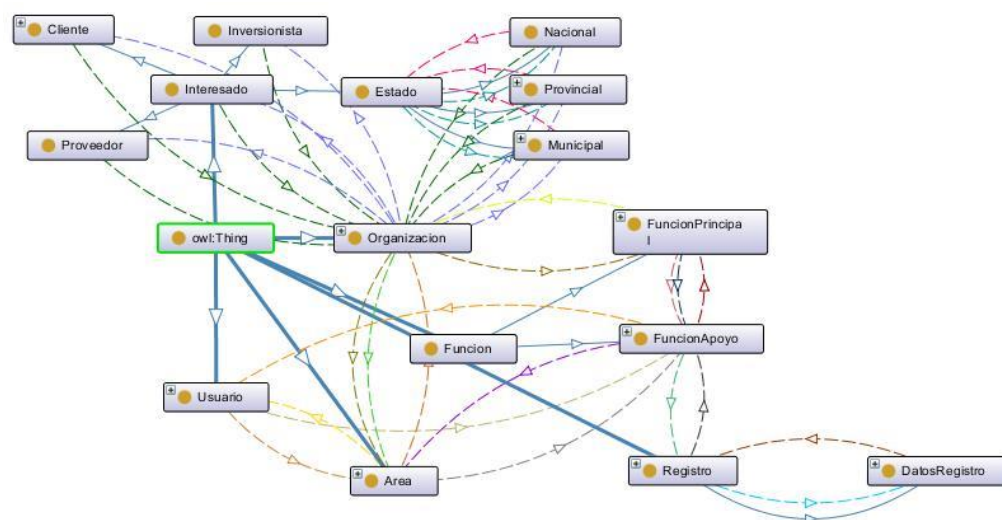 Cliente
Inversionista
Nacional
Interesado
Estado
Provincial
Proveedor
Municipal
owl:Thing
Organizacion
FuncionPrincipa
l
Funcion
FuncionApoyo
Usuario
Area
Registro
DatosRegistro